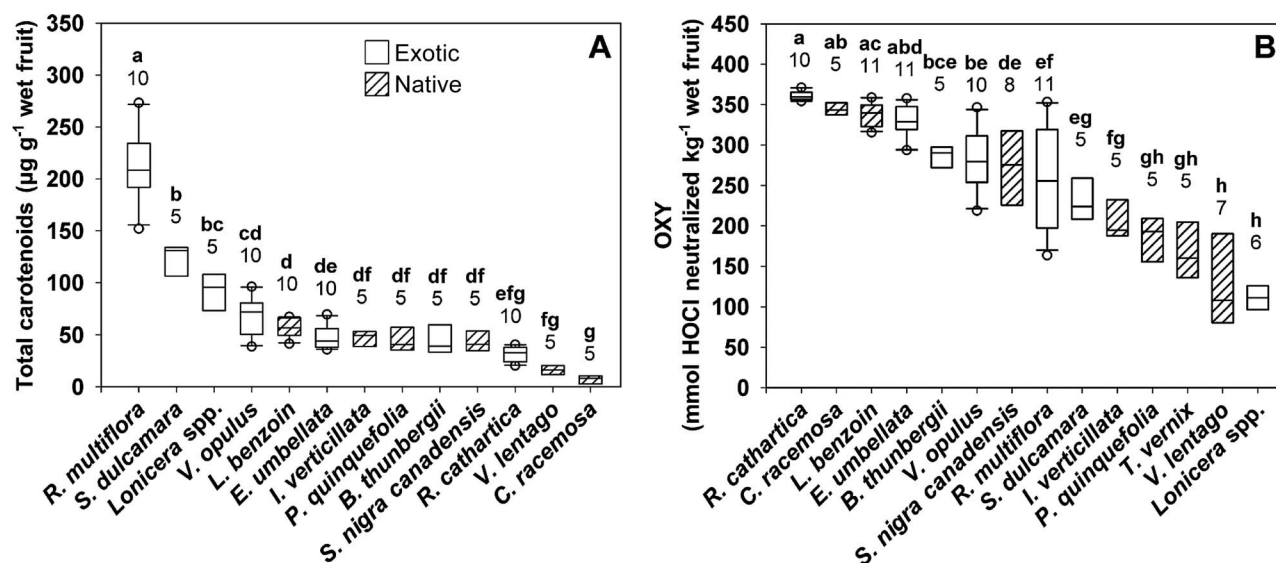 A
Exotic
Native
Total carotenoids (µg g-1 wet fruit)
350
300
250
200
150
100
50
0
a
10
b
5
bc
5
cd
10
d
10
de
10
df
5
df
5
df
5
df
5
efg
10
fg
5
g
5
R. multiflora
S. dulcamara
Lonicera spp.
V. opulus
L. benzoin
E. umbellata
I. verticillata
P. quinquefolia
B. thunbergii
S. nigra canadensis
R. cathartica
V. lentago
C. racemosa
B
OXY
(mmol HOCl neutralized kg-1 wet fruit)
450
400
350
300
250
200
150
100
50
0
a
10
ab
5
ac
11
abd
11
bce
5
be
10
de
8
ef
11
eg
5
fg
5
gh
5
gh
5
h
7
h
6
R. cathartica
C. racemosa
L. benzoin
E. umbellata
B. thunbergii
V. opulus
S. nigra canadensis
R. multiflora
S. dulcamara
I. verticillata
P. quinquefolia
T. vernix
V. lentago
Lonicera spp.